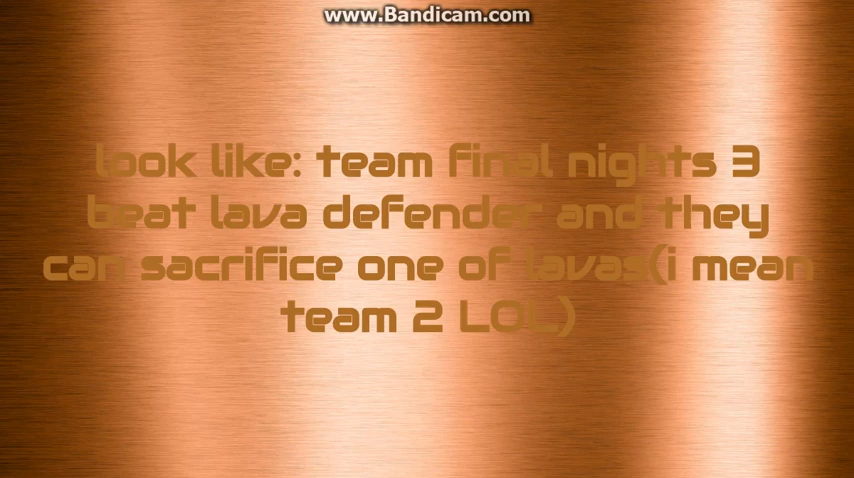 www.Bandicam.com
look like: team final nights 3
beat lava defender and they
can sacrifice one of lavas(i mean
team 2 LOL)